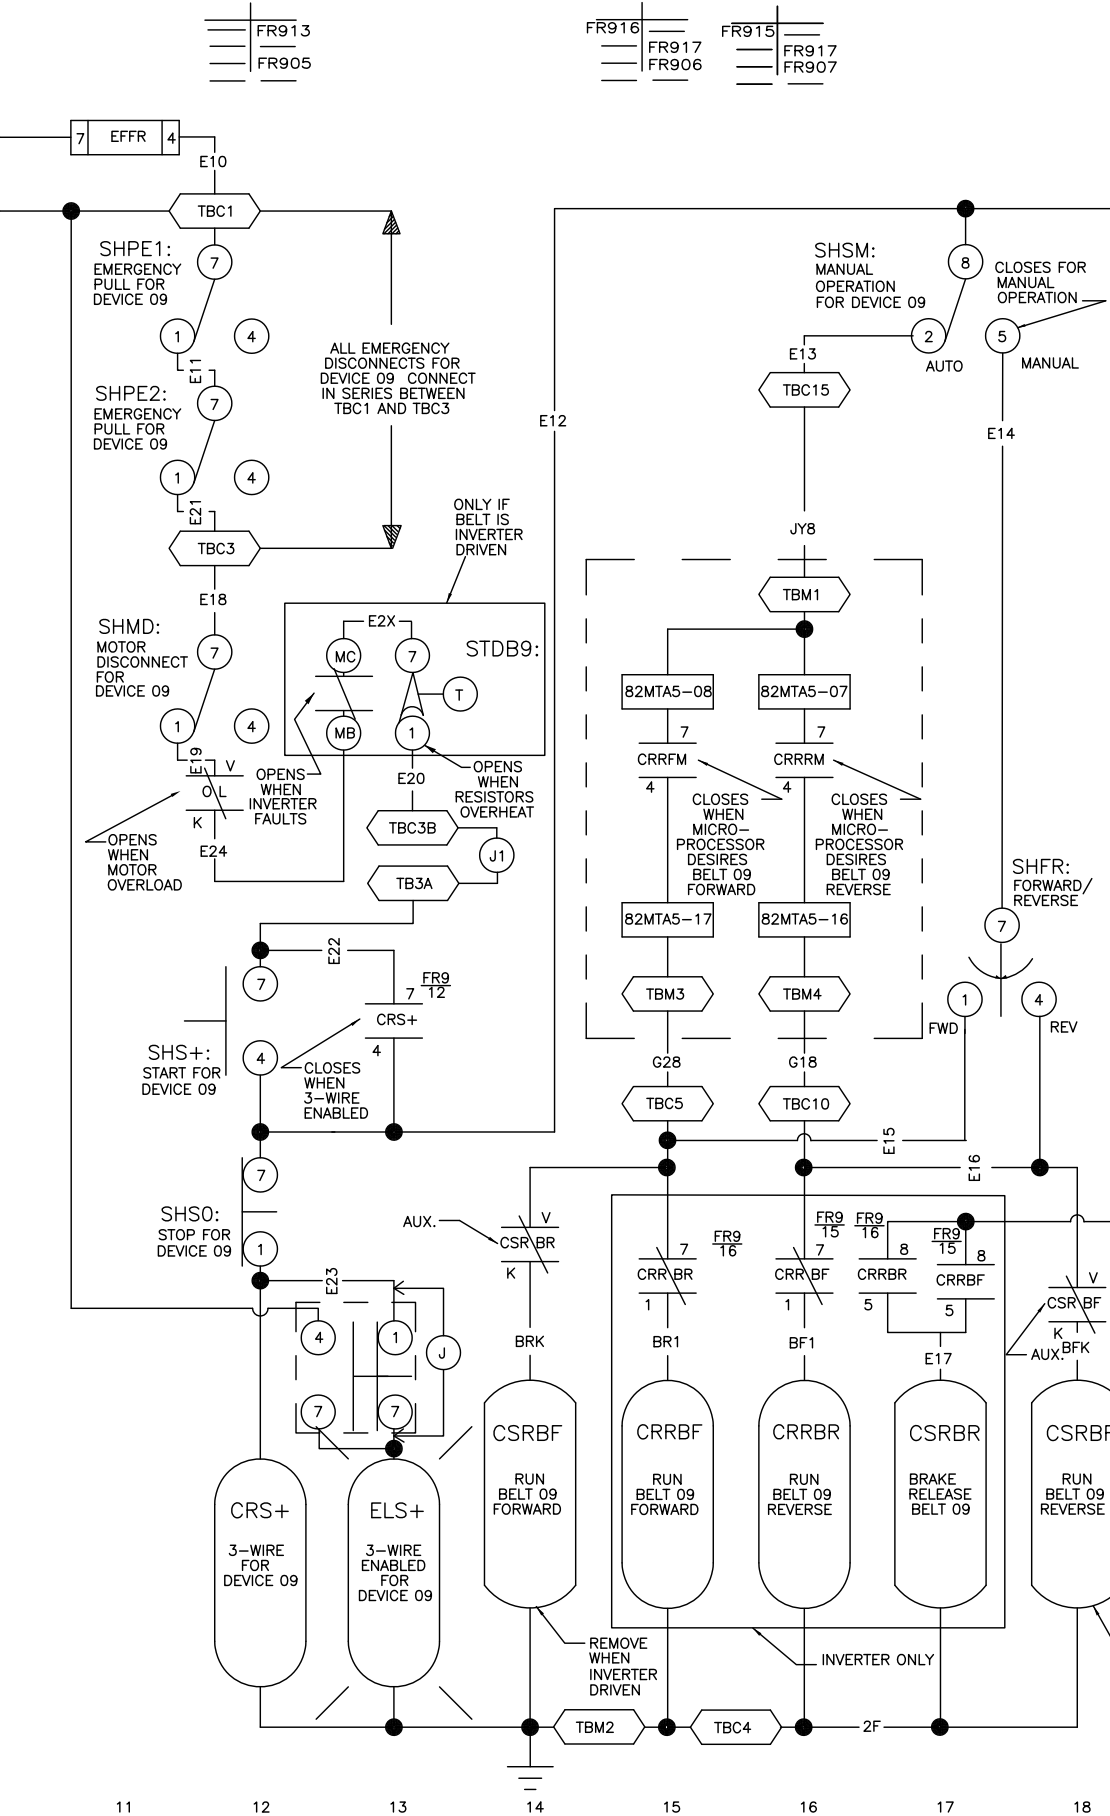 FR913
FR905
FR916
FR917
FR906
FR915
FR917
FR907
7
EFFR
4
E10
TBC1
SHPE1:
EMERGENCY
PULL FOR
DEVICE 09
7
1
4
E11
SHPE2:
EMERGENCY
PULL FOR
DEVICE 09
7
1
4
E21
TBC3
ALL EMERGENCY
DISCONNECTS FOR
DEVICE 09 CONNECT
IN SERIES BETWEEN
TBC1 AND TBC3
E12
SHSM:
MANUAL
OPERATION
FOR DEVICE 09
8
2
5
AUTO
MANUAL
CLOSES FOR
MANUAL
OPERATION
E13
TBC15
E14
JY8
E18
SHMD:
MOTOR
DISCONNECT
FOR
DEVICE 09
7
1
4
E19
V
OL
K
E24
OPENS
WHEN
MOTOR
OVERLOAD
ONLY IF
BELT IS
INVERTER
DRIVEN
E2X
STDB9:
MC
7
T
MB
1
OPENS
WHEN
INVERTER
FAULTS
OPENS
WHEN
RESISTORS
OVERHEAT
E20
TBC3B
J1
TB3A
TBM1
82MTA5-08
82MTA5-07
7
CRRFM
4
7
CRRRM
4
CLOSES
WHEN
MICRO-
PROCESSOR
DESIRES
BELT 09
FORWARD
CLOSES
WHEN
MICRO-
PROCESSOR
DESIRES
BELT 09
REVERSE
82MTA5-17
82MTA5-16
TBM3
TBM4
SHFR:
FORWARD/
REVERSE
7
1
4
FWD
REV
E22
7
4
SHS+:
START FOR
DEVICE 09
7
FR9
12
CRS+
4
CLOSES
WHEN
3-WIRE
ENABLED
G28
G18
TBC5
TBC10
E15
E16
7
SHSO:
STOP FOR
DEVICE 09
1
E23
4
1
J
7
7
AUX.
V
CSR BR
K
BRK
7
FR9
16
CRR BR
1
BR1
7
FR9
15
CRR BF
1
BF1
FR9
16
8
CRRBR
5
FR9
15
8
CRRBF
5
E17
V
CSR BF
K
AUX.
BFK
CRS+
3-WIRE
FOR
DEVICE 09
ELS+
3-WIRE
ENABLED
FOR
DEVICE 09
CSRBF
RUN
BELT 09
FORWARD
CRRBF
RUN
BELT 09
FORWARD
CRRBR
RUN
BELT 09
REVERSE
CSRBR
BRAKE
RELEASE
BELT 09
CSRBF
RUN
BELT 09
REVERSE
REMOVE
WHEN
INVERTER
DRIVEN
INVERTER ONLY
TBM2
TBC4
2F
11
12
13
14
15
16
17
18